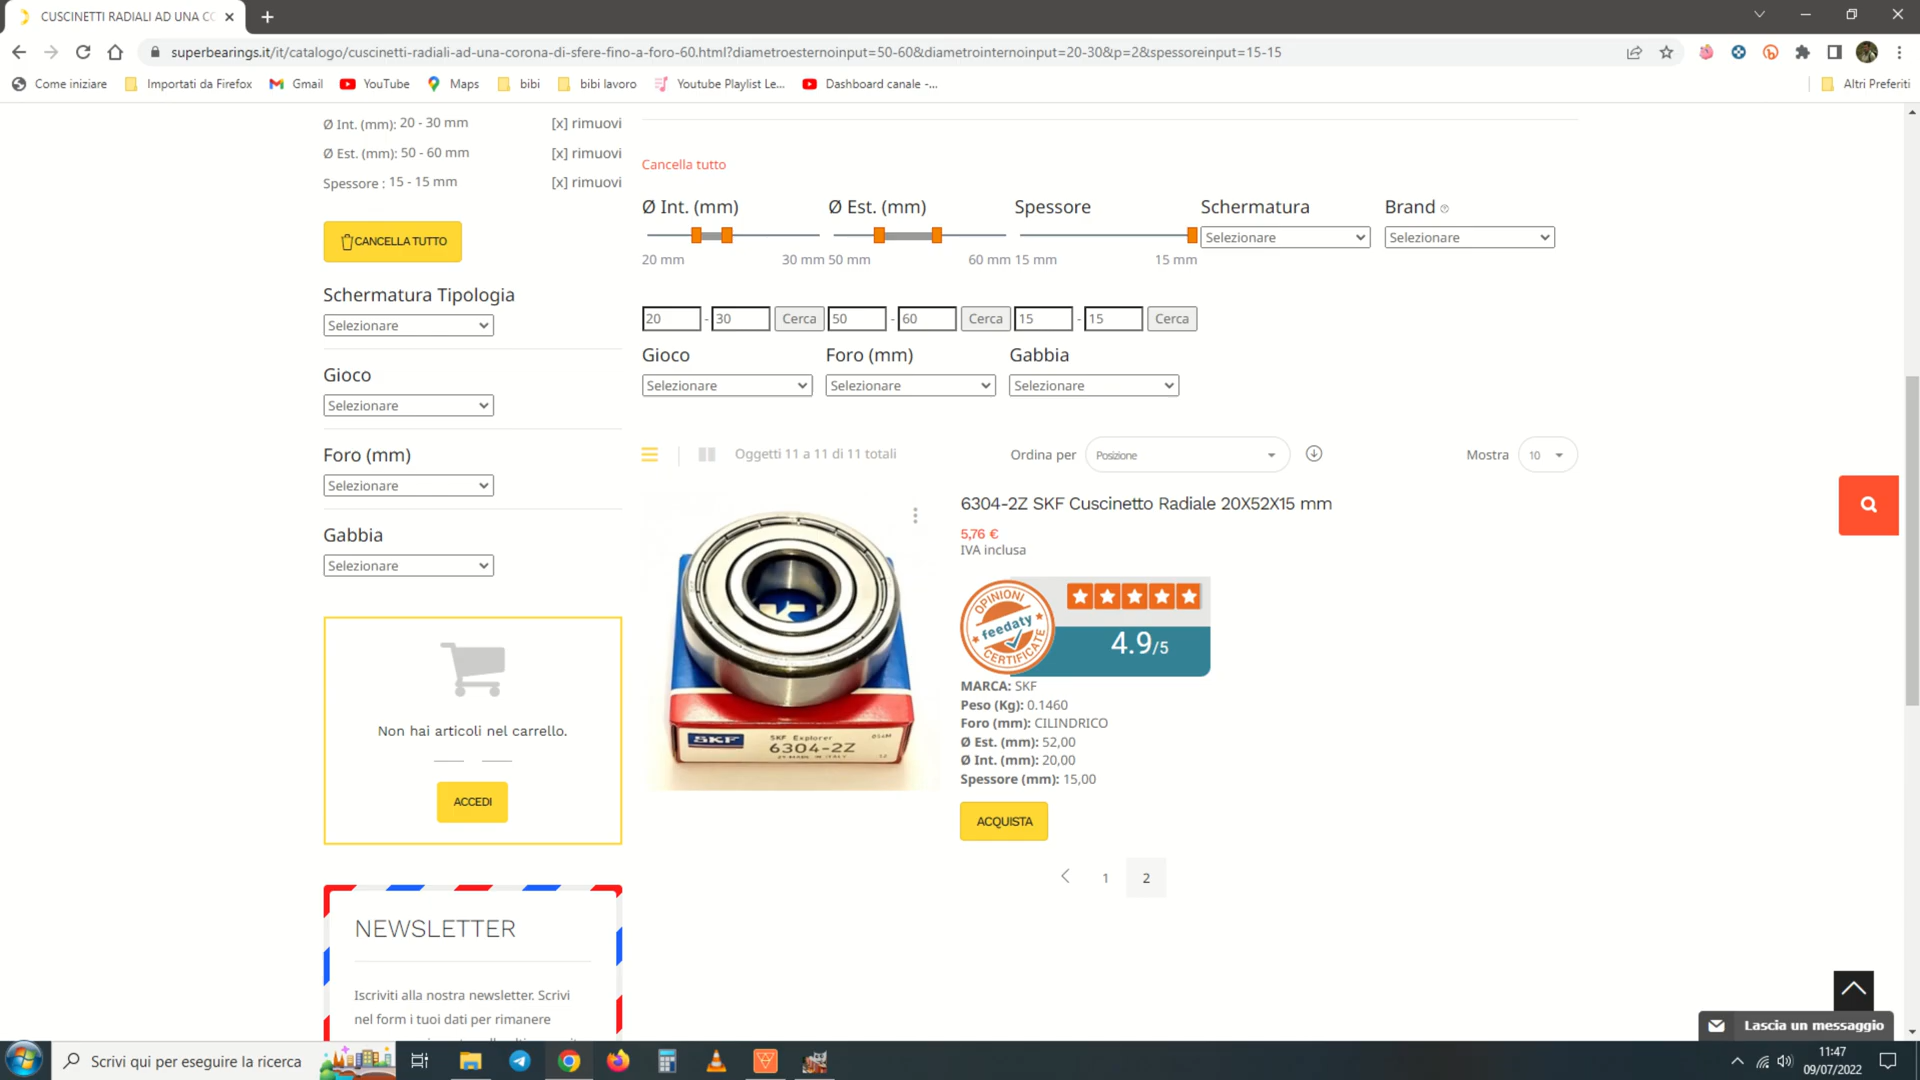 CUSCINETTI RADIALI AD UNA CO
superbearings.it/it/catalogo/cuscinetti-radiali-ad-una-corona-di-sfere-fino-a-foro-60.html?diametroesternoinput=50-60&diametrointernoinput=20-30&p=2&spessoreinput=15-15
Come iniziare
Importati da Firefox
Gmail
YouTube
Maps
bibi
bibi lavoro
Youtube Playlist Le...
Dashboard canale -...
Altri Preferiti
Ø Int. (mm): 20 - 30 mm [x] rimuovi
Ø Est. (mm): 50 - 60 mm [x] rimuovi
Spessore : 15 - 15 mm [x] rimuovi
CANCELLA TUTTO
Schermatura Tipologia
Selezionare
Gioco
Selezionare
Foro (mm)
Selezionare
Gabbia
Selezionare
Non hai articoli nel carrello.
ACCEDI
NEWSLETTER
Iscriviti alla nostra newsletter. Scrivi
nel form i tuoi dati per rimanere
Cancella tutto
Ø Int. (mm) Ø Est. (mm) Spessore Schermatura Brand
Selezionare Selezionare
20 mm 30 mm 50 mm 60 mm 15 mm 15 mm
20 - 30 Cerca 50 - 60 Cerca 15 - 15 Cerca
Gioco Foro (mm) Gabbia
Selezionare Selezionare Selezionare
Oggetti 11 a 11 di 11 totali Ordina per Posizione Mostra 10
6304-2Z SKF Cuscinetto Radiale 20X52X15 mm
5,76 €
IVA inclusa
OPINIONI
feedaty
CERTIFICATE
4.9/5
MARCA: SKF
Peso (Kg): 0.1460
Foro (mm): CILINDRICO
Ø Est. (mm): 52,00
Ø Int. (mm): 20,00
Spessore (mm): 15,00
ACQUISTA
SKF
SKF Explorer
6304-2Z
1 2
Lascia un messaggio
Scrivi qui per eseguire la ricerca
11:47
09/07/2022